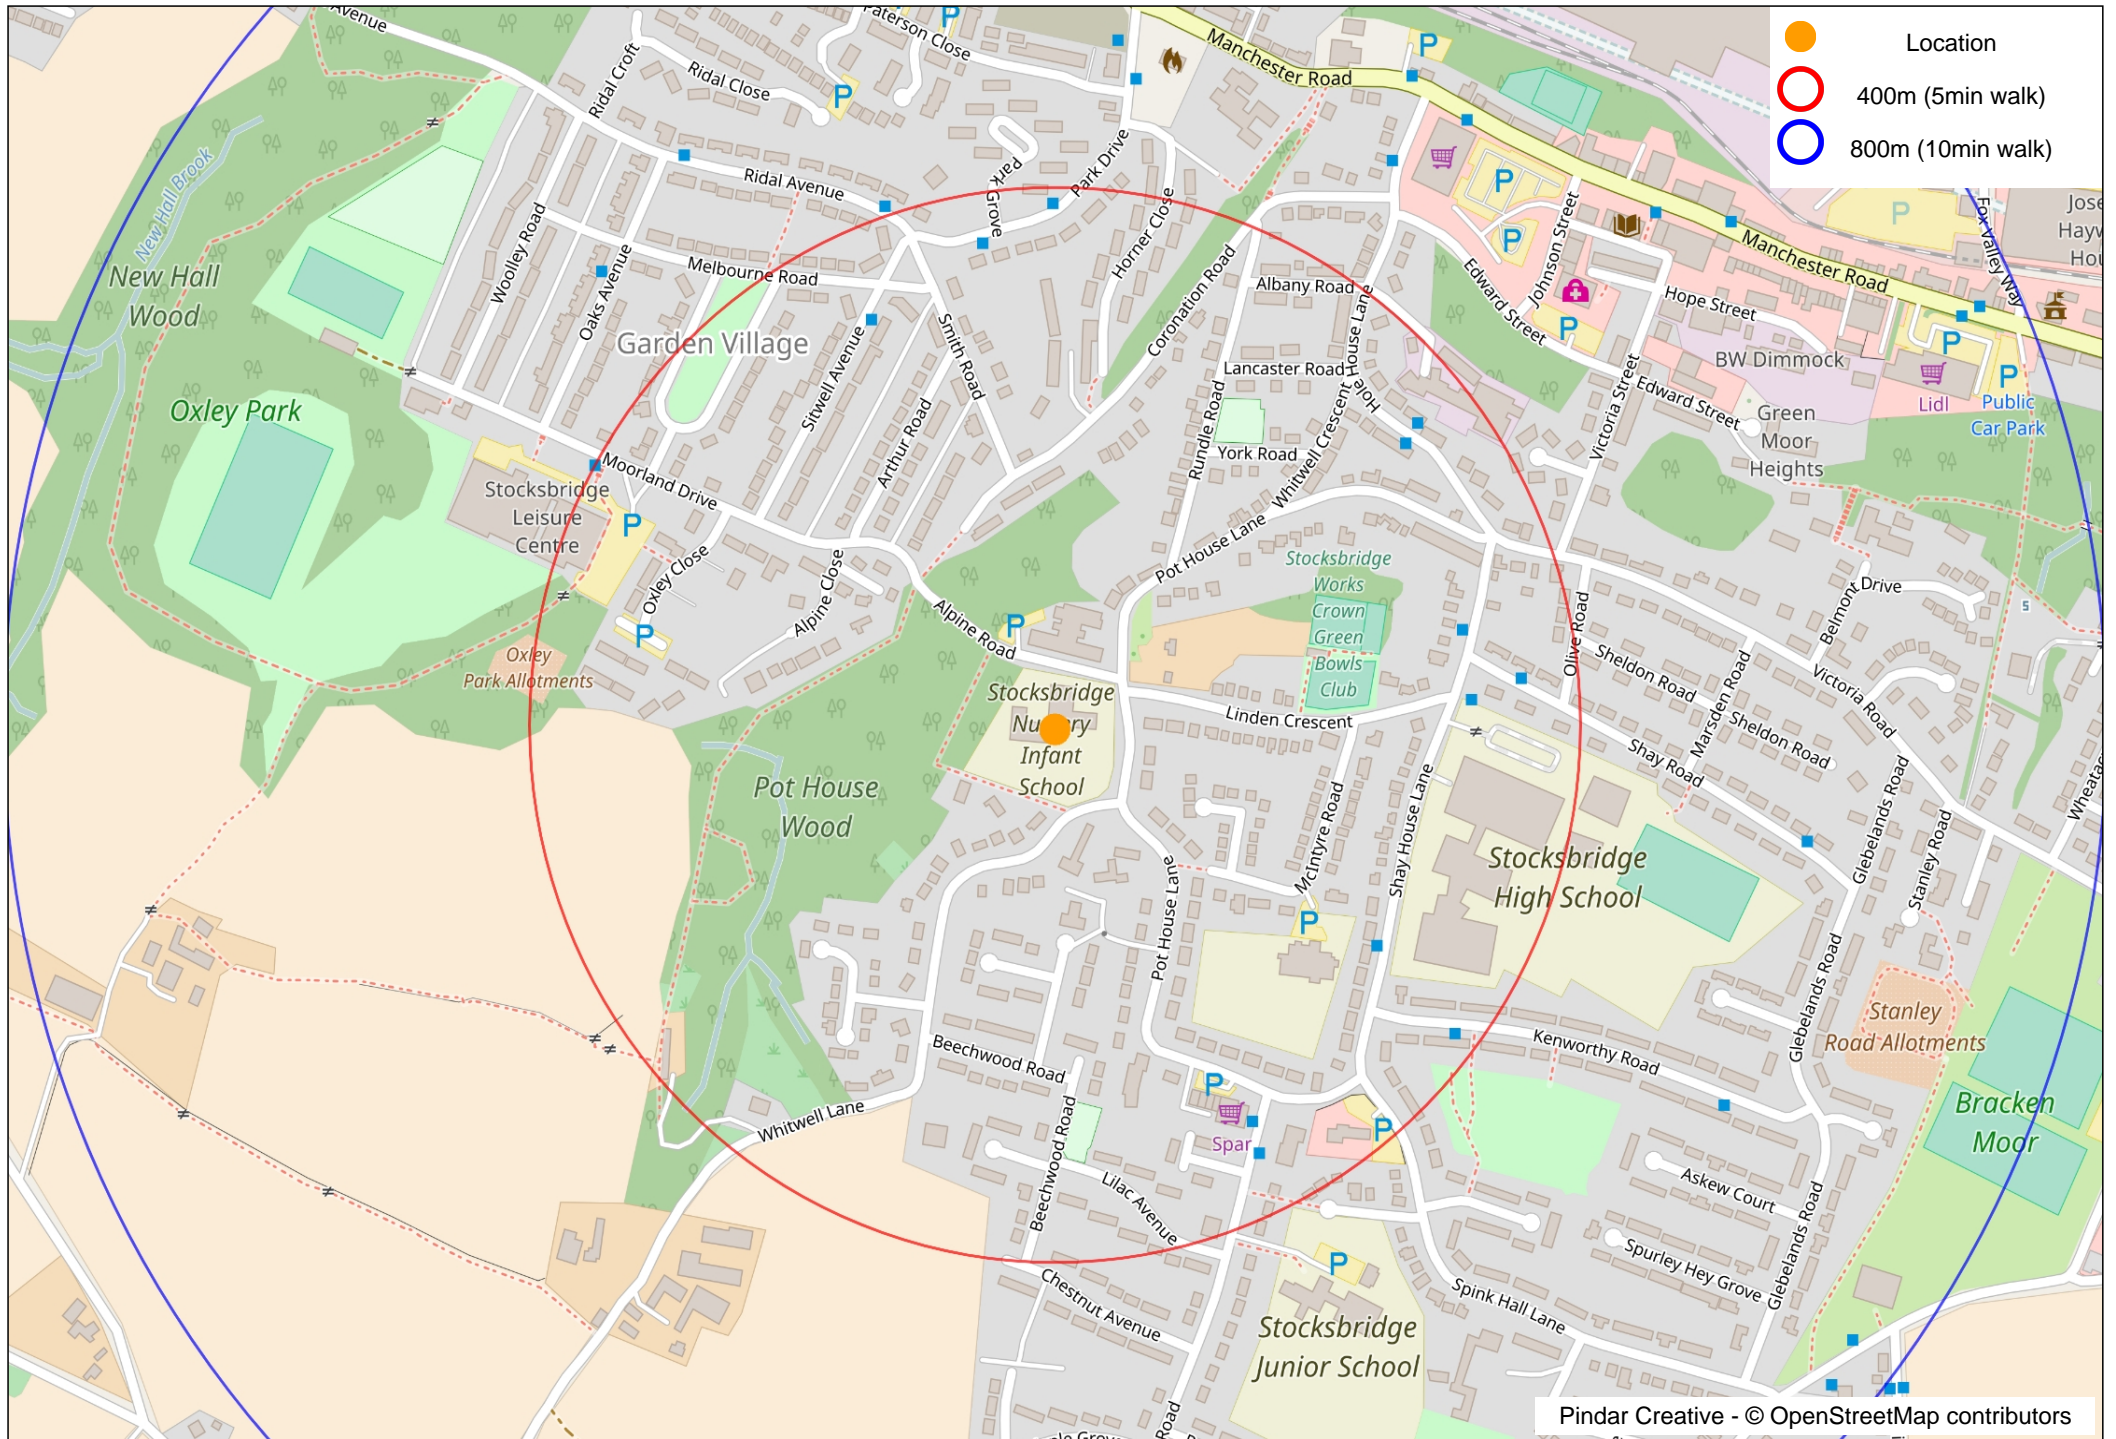 Avenue
Paterson Close
Ridal Croft
Ridal Close
P
P
P
Manchester Road
Location
400m (5min walk)
800m (10min walk)
New Hall Brook
Ridal Avenue
Park Drive
Park
Grove
Horner Close
P
P
Johnson Street
Manchester Road
P
Fox Valley Way
New Hall
Wood
Woolley Road
Oaks Avenue
Melbourne Road
Garden Village
Sitwell Avenue
Smith Road
Arthur Road
Coronation Road
Albany Road
Hole House Lane
Edward Street
P
Hope Street
BW Dimmock
P
Lancaster Road
Rundle Road
Whitwell Crescent
York Road
Victoria Street
Edward Street
Green
Moor
Heights
Lidl
P
Public
Car Park
Oxley Park
Moorland Drive
Stocksbridge
Leisure
Centre
P
Oxley Close
P
Alpine Close
Alpine Road
P
Pot House Lane
Stocksbridge
Works
Crown
Green
Bowls
Club
Olive Road
Belmont Drive
5
Oxley
Park Allotments
Stocksbridge
Nursery
Infant
School
Linden Crescent
Sheldon Road
Sheldon Road
Marsden Road
Victoria Road
Shay Road
Pot House
Wood
McIntyre Road
Shay House Lane
Stocksbridge
High School
Glebelands Road
Stanley Road
Pot House Lane
P
Glebelands Road
Stanley
Road Allotments
Beechwood Road
Kenworthy Road
Whitwell Lane
P
Spar
P
Beechwood Road
Lilac Avenue
Bracken
Moor
Askew Court
Spurley Hey Grove
Glebelands Road
Chestnut Avenue
P
Stocksbridge
Junior School
Spink Hall Lane
Road
Pindar Creative - © OpenStreetMap contributors